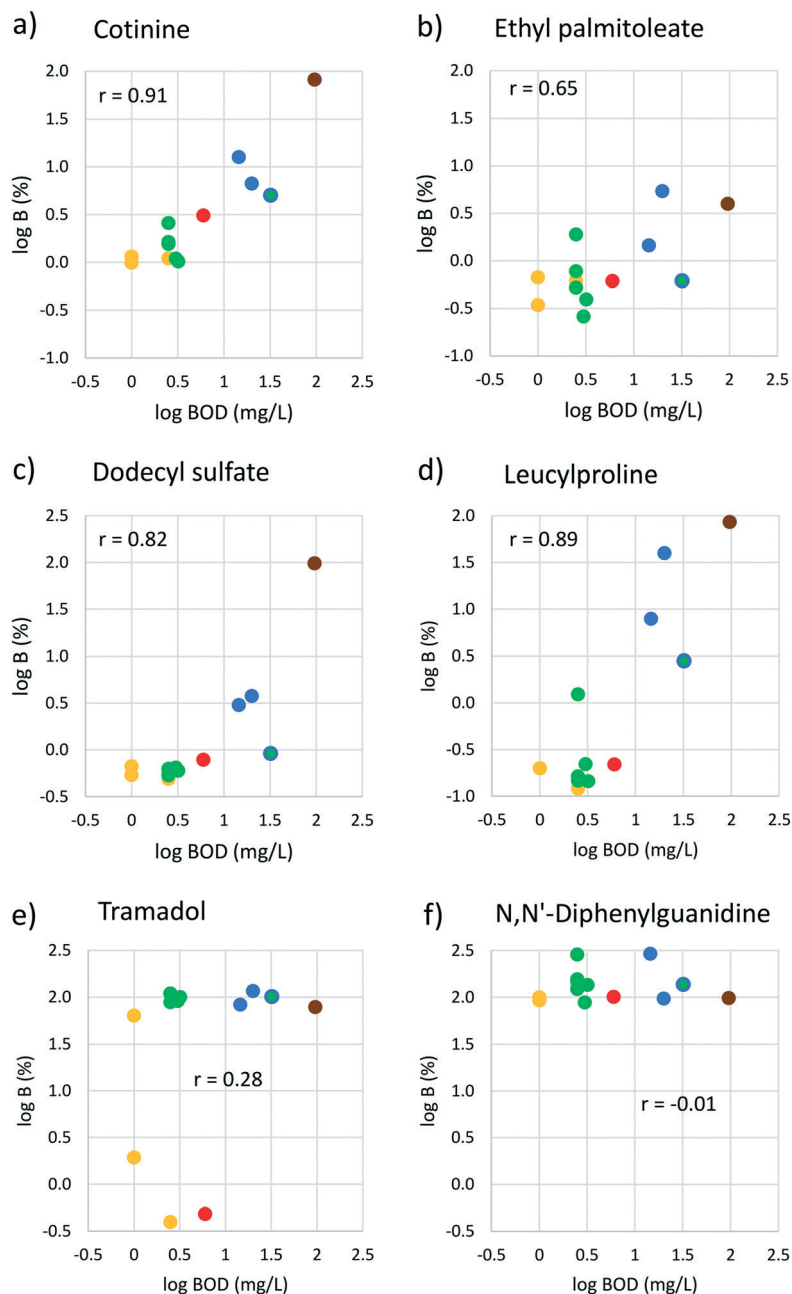 a) Cotinine
r = 0.91
2.0
1.5
1.0
0.5
0.0
-0.5
-1.0
log B (%)
-0.5 0 0.5 1 1.5 2 2.5
log BOD (mg/L)
b) Ethyl palmitoleate
r = 0.65
2.0
1.5
1.0
0.5
0.0
-0.5
-1.0
log B (%)
-0.5 0 0.5 1 1.5 2 2.5
log BOD (mg/L)
c) Dodecyl sulfate
r = 0.82
2.5
2.0
1.5
1.0
0.5
0.0
-0.5
log B (%)
-0.5 0 0.5 1 1.5 2 2.5
log BOD (mg/L)
d) Leucylproline
r = 0.89
2.0
1.5
1.0
0.5
0.0
-0.5
-1.0
log B (%)
-0.5 0 0.5 1 1.5 2 2.5
log BOD (mg/L)
e) Tramadol
2.5
2.0
1.5
1.0
0.5
0.0
-0.5
log B (%)
r = 0.28
-0.5 0 0.5 1 1.5 2 2.5
log BOD (mg/L)
f) N,N'-Diphenylguanidine
2.5
2.0
1.5
1.0
0.5
0.0
-0.5
log B (%)
r = -0.01
-0.5 0 0.5 1 1.5 2 2.5
log BOD (mg/L)